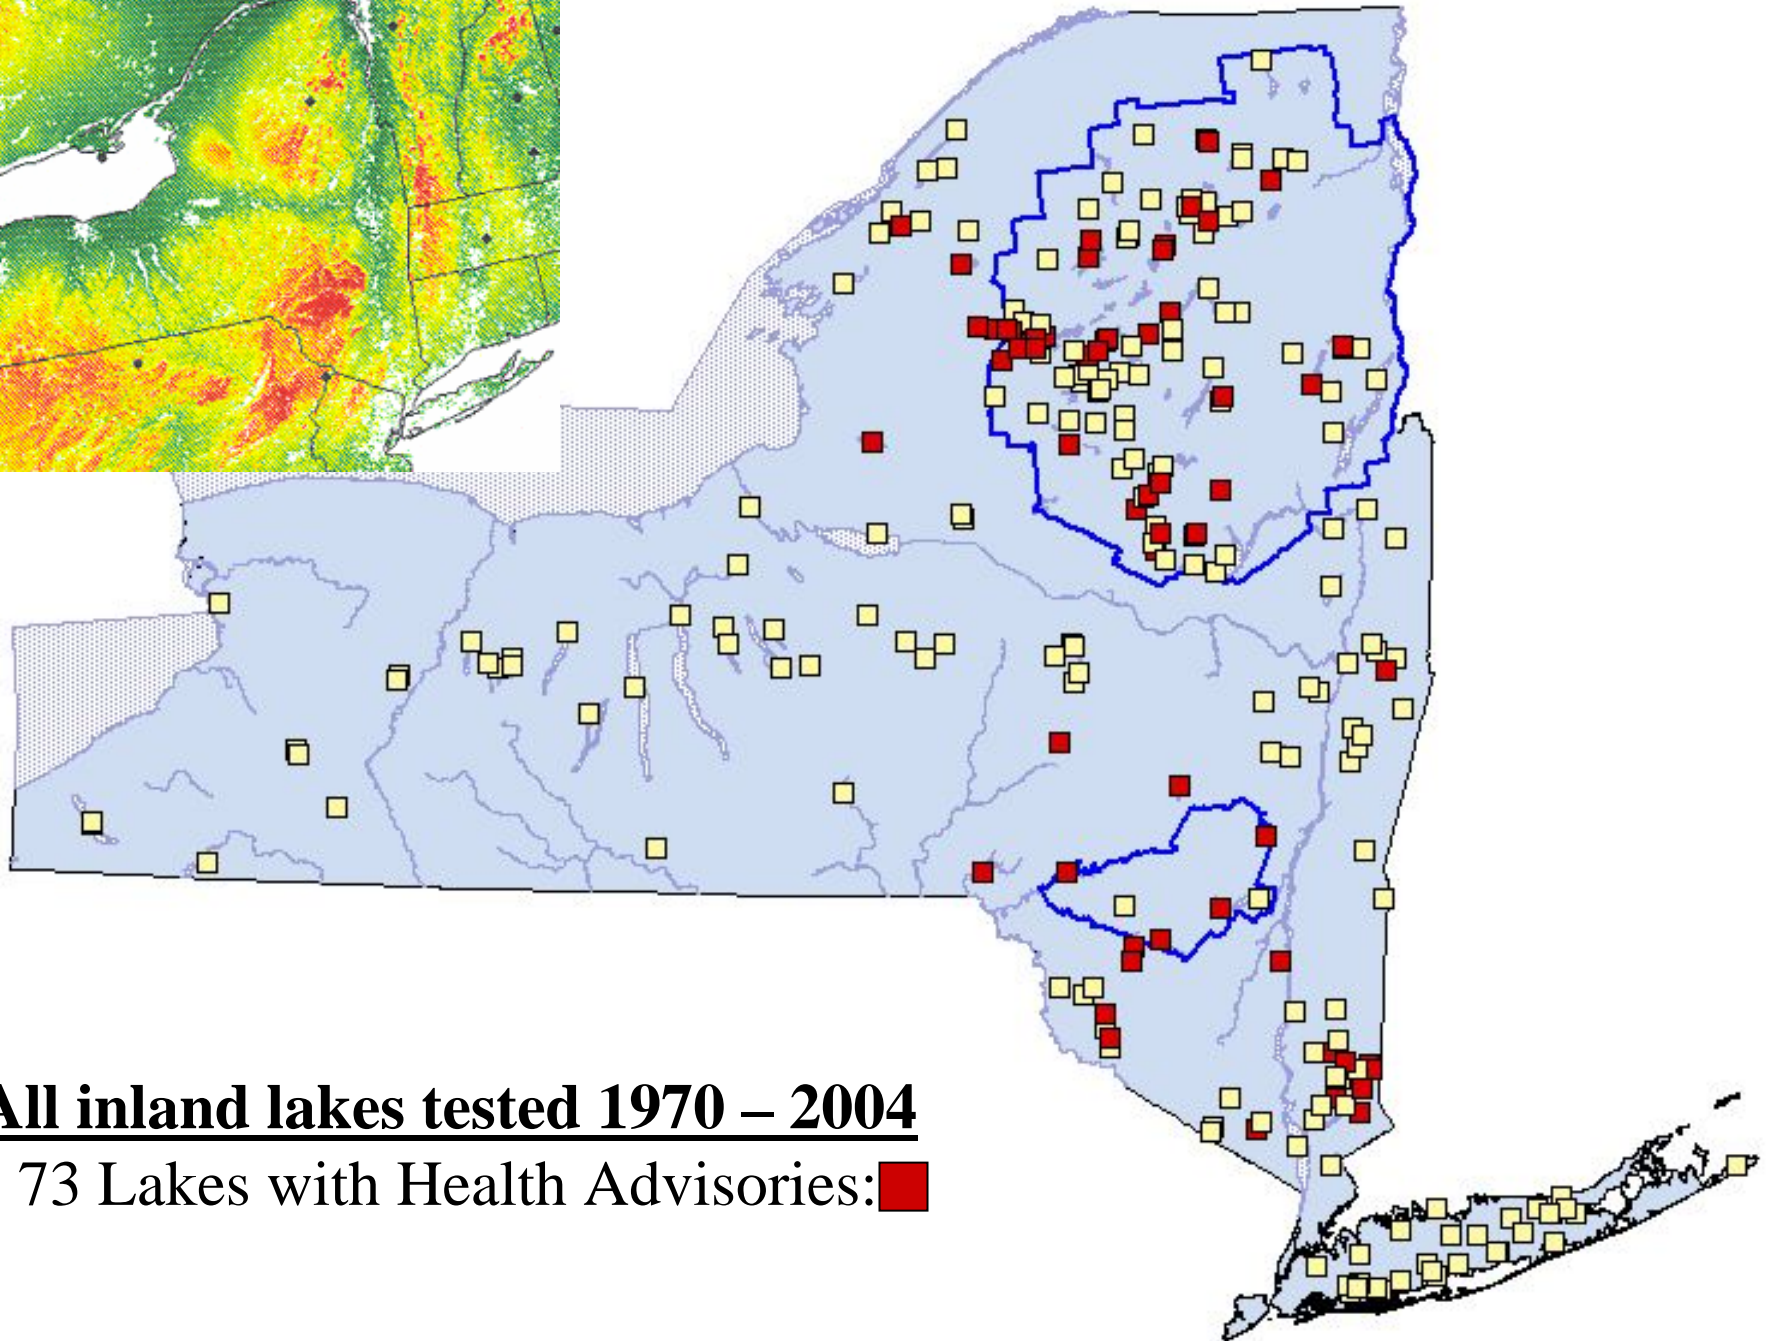 All inland lakes tested 1970 – 2004
73 Lakes with Health Advisories: